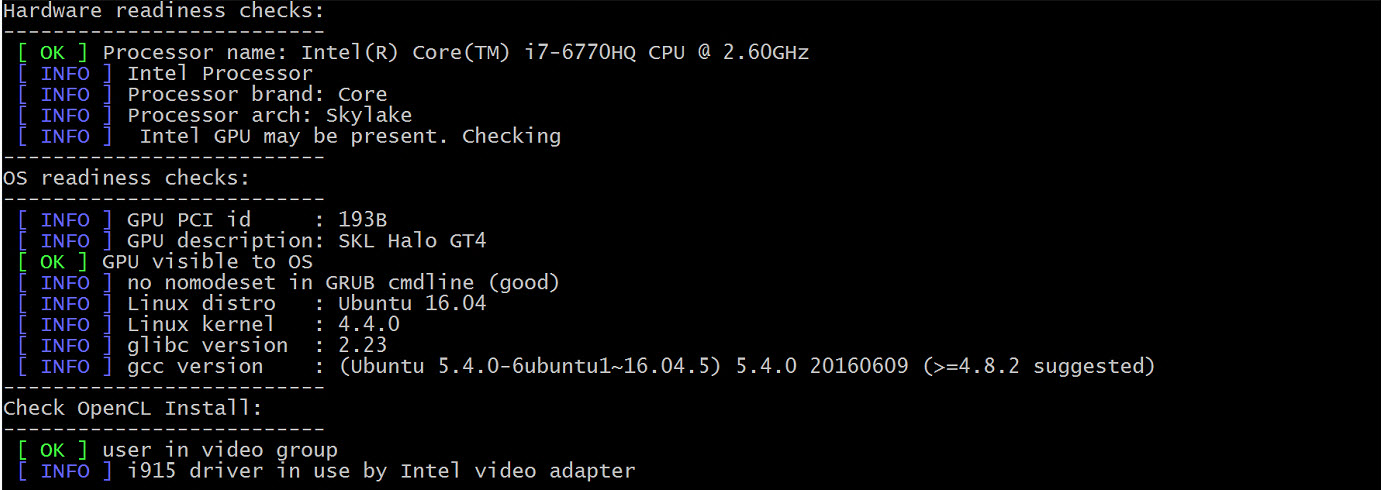 Hardware readiness checks:
--------------------------
[ OK ] Processor name: Intel(R) Core(TM) i7-6770HQ CPU @ 2.60GHz
[ INFO ] Intel Processor
[ INFO ] Processor brand: Core
[ INFO ] Processor arch: Skylake
[ INFO ]  Intel GPU may be present. Checking
--------------------------
OS readiness checks:
--------------------------
[ INFO ] GPU PCI id     : 193B
[ INFO ] GPU description: SKL Halo GT4
[ OK ] GPU visible to OS
[ INFO ] no nomodeset in GRUB cmdline (good)
[ INFO ] Linux distro   : Ubuntu 16.04
[ INFO ] Linux kernel   : 4.4.0
[ INFO ] glibc version  : 2.23
[ INFO ] gcc version    : (Ubuntu 5.4.0-6ubuntu1~16.04.5) 5.4.0 20160609 (>=4.8.2 suggested)
--------------------------
Check OpenCL Install:
--------------------------
[ OK ] user in video group
[ INFO ] i915 driver in use by Intel video adapter